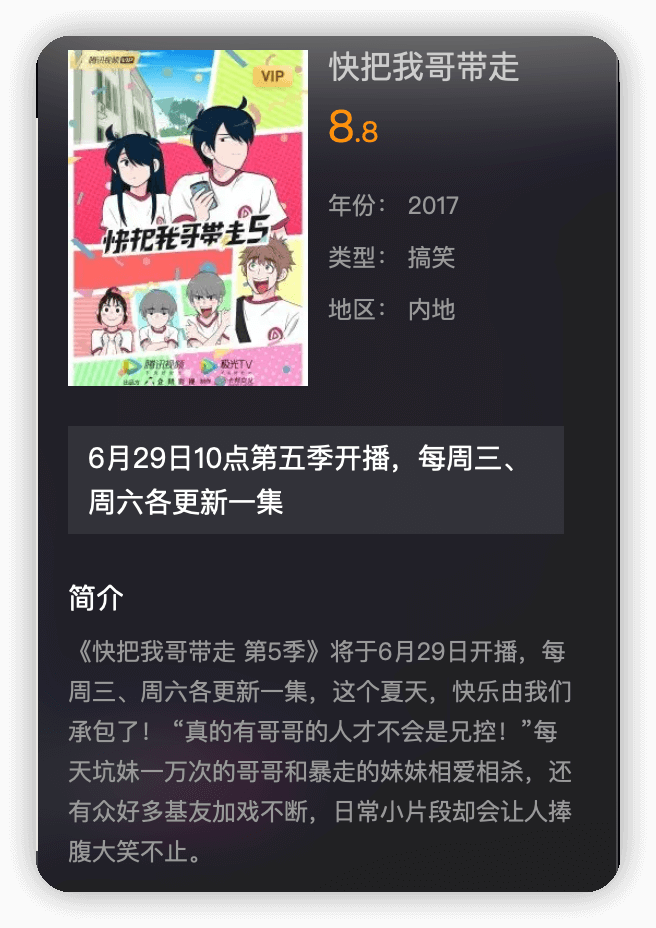 腾讯视频VIP
VIP
快把我哥带走
8.8
年份： 2017
类型： 搞笑
地区： 内地
快把我哥带走5
腾讯视频
极光TV
6月29日10点第五季开播，每周三、
周六各更新一集
简介
《快把我哥带走 第5季》将于6月29日开播，每
周三、周六各更新一集，这个夏天，快乐由我们
承包了！“真的有哥哥的人才不会是兄控！”每
天坑妹一万次的哥哥和暴走的妹妹相爱相杀，还
有众好多基友加戏不断，日常小片段却会让人捧
腹大笑不止。